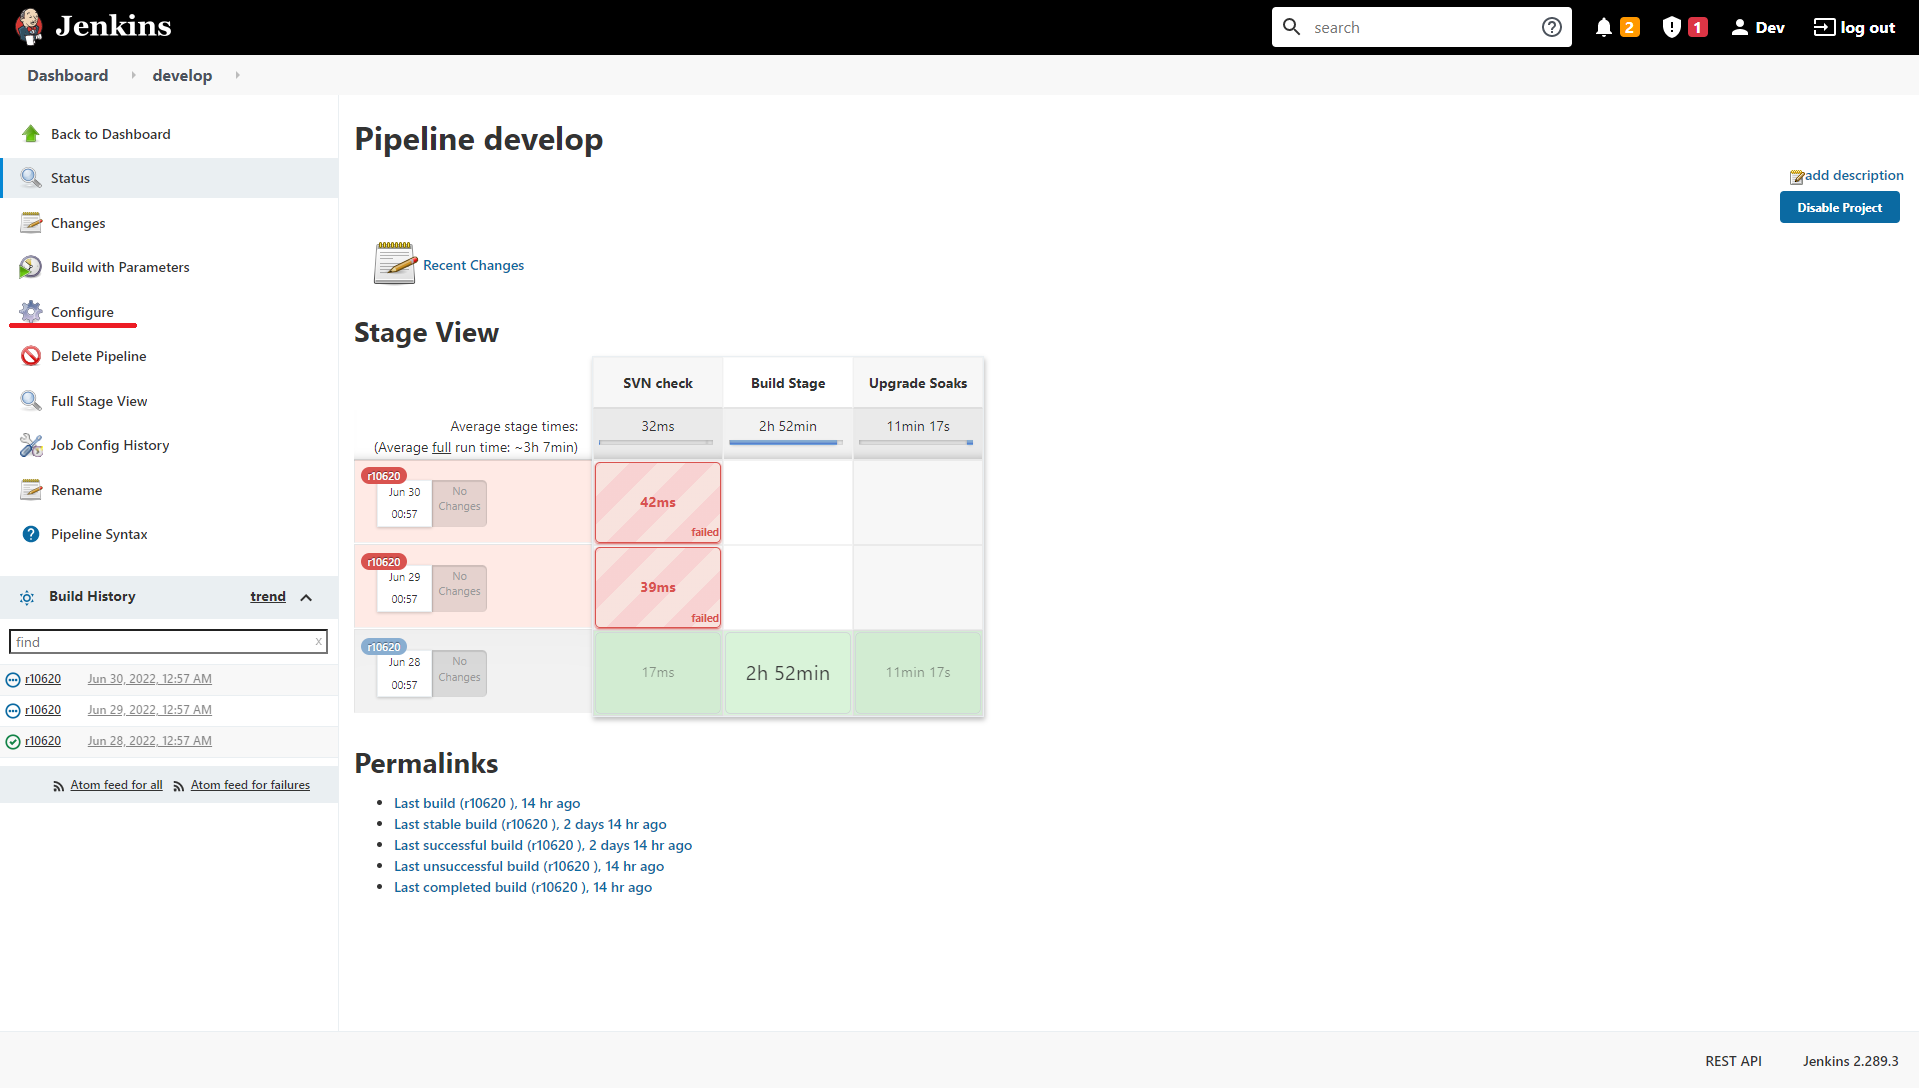 Jenkins
search
2
1
Dev
log out
Dashboard
develop
Back to Dashboard
Status
Changes
Build with Parameters
Configure
Delete Pipeline
Full Stage View
Job Config History
Rename
Pipeline Syntax
Build History
trend
find
x
r10620 Jun 30, 2022, 12:57 AM
r10620 Jun 29, 2022, 12:57 AM
r10620 Jun 28, 2022, 12:57 AM
Atom feed for all Atom feed for failures
Pipeline develop
add description
Disable Project
Recent Changes
Stage View
SVN check Build Stage Upgrade Soaks
Average stage times:
(Average full run time: ~3h 7min)
32ms 2h 52min 11min 17s
r10620
Jun 30
00:57
No
Changes
42ms
failed
r10620
Jun 29
00:57
No
Changes
39ms
failed
r10620
Jun 28
00:57
No
Changes
17ms 2h 52min 11min 17s
Permalinks
Last build (r10620 ), 14 hr ago
Last stable build (r10620 ), 2 days 14 hr ago
Last successful build (r10620 ), 2 days 14 hr ago
Last unsuccessful build (r10620 ), 14 hr ago
Last completed build (r10620 ), 14 hr ago
REST API Jenkins 2.289.3